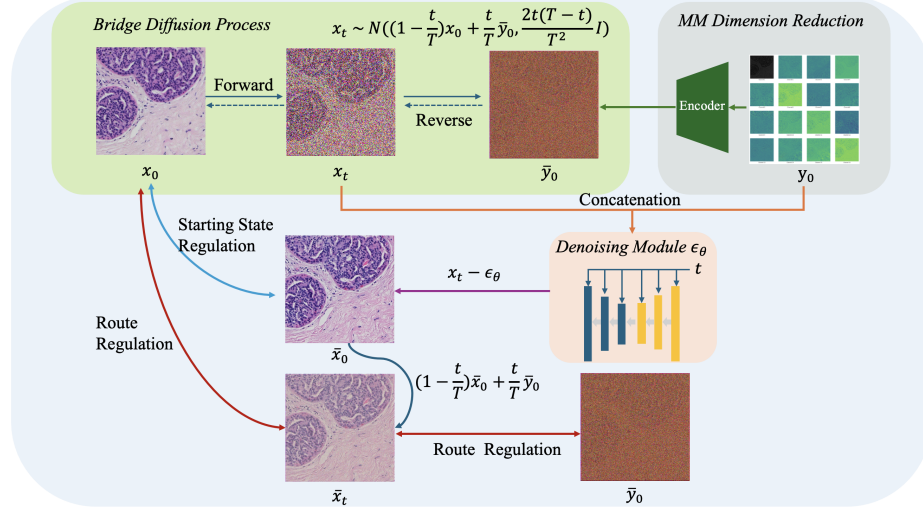 Bridge Diffusion Process
x_t ~ N((1 − t/T)x_0 + t/T ȳ_0, 2t(T − t)/T² I)
MM Dimension Reduction
Forward
Reverse
Encoder
x_0
x_t
ȳ_0
y_0
Concatenation
Starting State
Regulation
Denoising Module ϵ_θ
t
x_t − ϵ_θ
Route
Regulation
x̄_0
(1 − t/T)x̄_0 + t/T ȳ_0
Route Regulation
x̄_t
ȳ_0